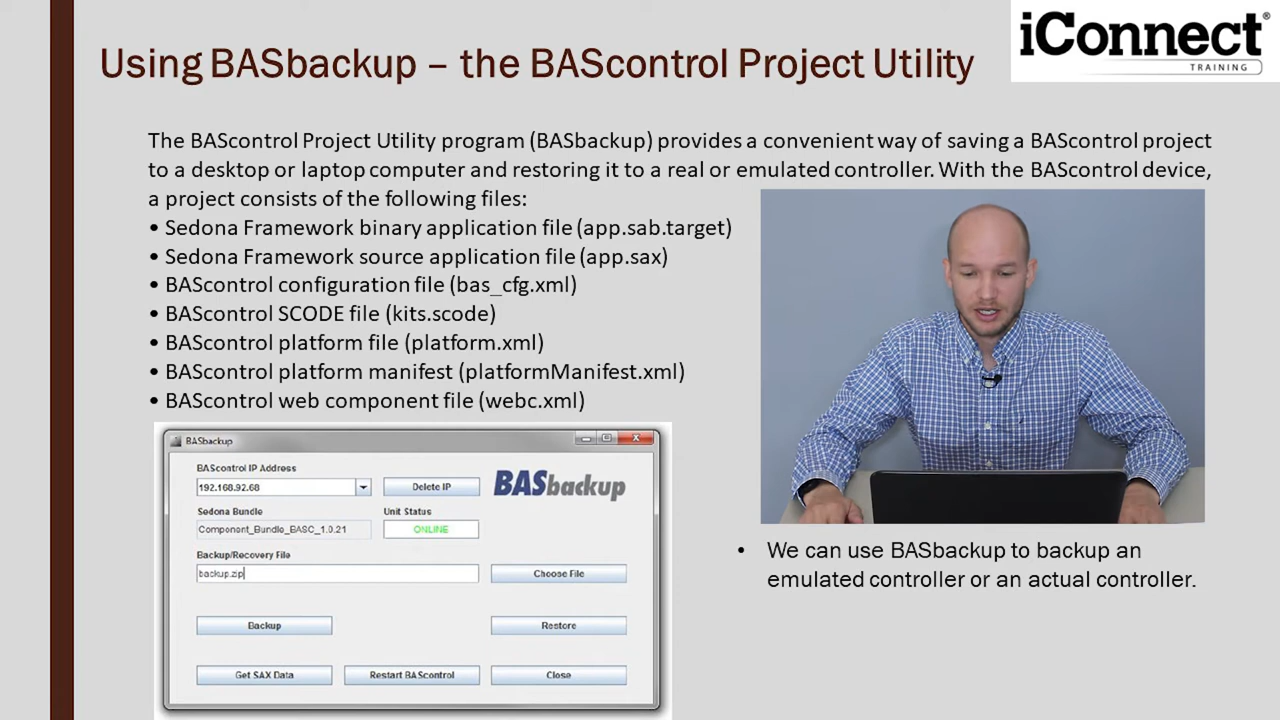 iConnect®
TRAINING
Using BASbackup – the BAScontrol Project Utility
The BAScontrol Project Utility program (BASbackup) provides a convenient way of saving a BAScontrol project
to a desktop or laptop computer and restoring it to a real or emulated controller. With the BAScontrol device,
a project consists of the following files:
• Sedona Framework binary application file (app.sab.target)
• Sedona Framework source application file (app.sax)
• BAScontrol configuration file (bas_cfg.xml)
• BAScontrol SCODE file (kits.scode)
• BAScontrol platform file (platform.xml)
• BAScontrol platform manifest (platformManifest.xml)
• BAScontrol web component file (webc.xml)
BASbackup
BAScontrol IP Address
192.168.92.68
Delete IP
BASbackup
Sedona Bundle
Unit Status
Component_Bundle_BASC_1.0.21
ONLINE
Backup/Recovery File
backup.zip
Choose File
Backup
Restore
Get SAX Data
Restart BAScontrol
Close
• We can use BASbackup to backup an
emulated controller or an actual controller.